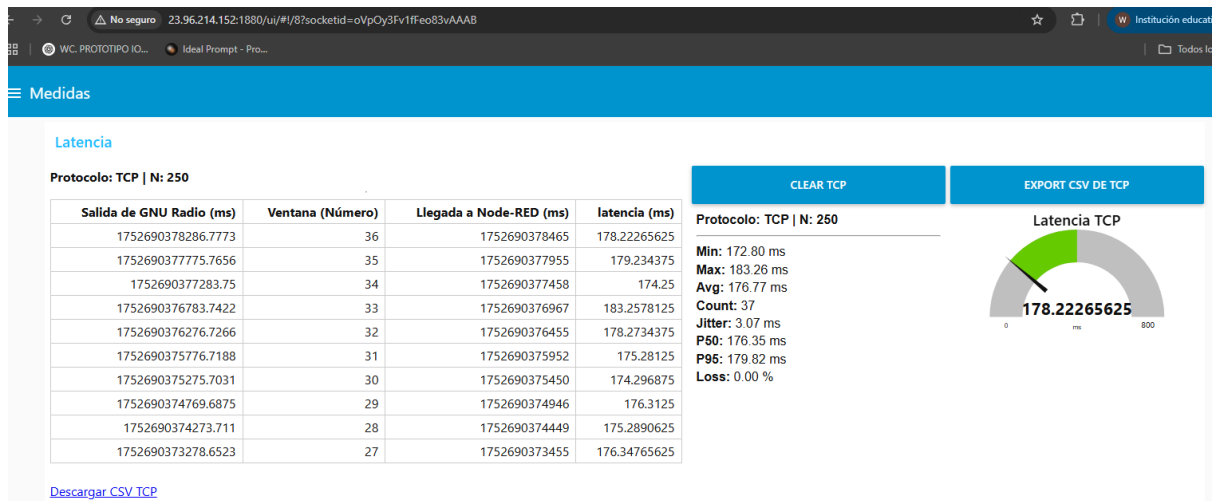 No seguro 23.96.214.152:1880/ui/#!/8?socketid=oVpOy3Fv1fFeo83vAAAB W Institución educati
WC. PROTOTIPO IO... Ideal Prompt - Pro... Todos lo
Medidas
Latencia
Protocolo: TCP | N: 250
Salida de GNU Radio (ms) Ventana (Número) Llegada a Node-RED (ms) latencia (ms)
1752690378286.7773 36 1752690378465 178.22265625
1752690377775.7656 35 1752690377955 179.234375
175269037283.75 34 1752690377458 174.25
1752690376783.7422 33 1752690376967 183.2578125
1752690376276.7266 32 1752690376455 178.2734375
1752690375776.7188 31 1752690375952 175.28125
1752690375275.7031 30 1752690375450 174.296875
1752690374769.6875 29 1752690374946 176.3125
1752690374273.711 28 1752690374449 175.2890625
1752690373278.6523 27 1752690373455 176.34765625
Descargar CSV TCP
CLEAR TCP
EXPORT CSV DE TCP
Protocolo: TCP | N: 250
Min: 172.80 ms
Max: 183.26 ms
Avg: 176.77 ms
Count: 37
Jitter: 3.07 ms
P50: 176.35 ms
P95: 179.82 ms
Loss: 0.00 %
Latencia TCP
178.22265625
0 ms 800